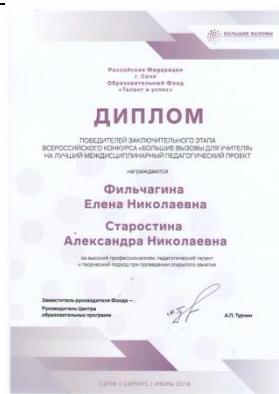 БОЛЬШИЕ ВЫЗОВЫ
Российская Федерация
г. Сочи
Образовательный Фонд
«Талант и успех»
ДИПЛОМ
ПОБЕДИТЕЛЕЙ ЗАКЛЮЧИТЕЛЬНОГО ЭТАПА
ВСЕРОССИЙСКОГО КОНКУРСА «БОЛЬШИЕ ВЫЗОВЫ ДЛЯ УЧИТЕЛЯ»
НА ЛУЧШИЙ МЕЖДИСЦИПЛИНАРНЫЙ ПЕДАГОГИЧЕСКИЙ ПРОЕКТ
награждаются
Фильчагина
Елена Николаевна
Старостина
Александра Николаевна
за высокий профессионализм, педагогический талант
и творческий подход при проведении открытого занятия
Заместитель руководителя Фонда –
Руководитель Центра
образовательных программ
А.П. Турчин
СОЧИ | СИРИУС | ИЮНЬ 2018